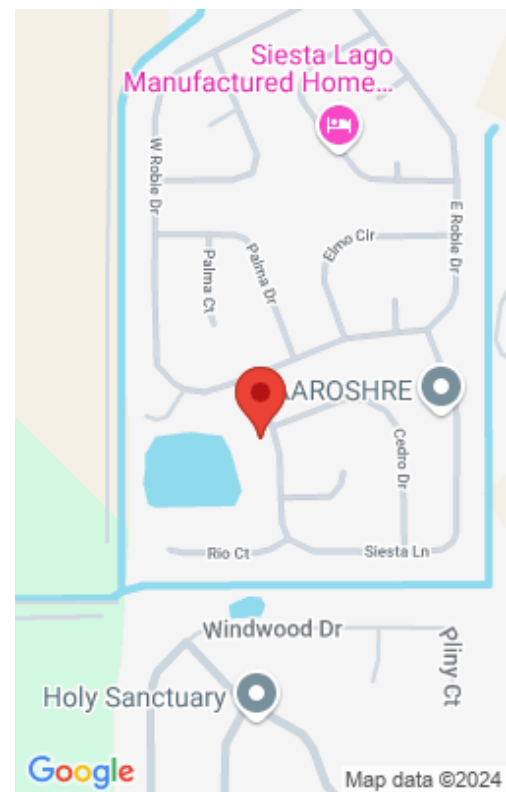 Siesta Lago
Manufactured Home...
W Roble Dr
E Roble Dr
Elmo Cir
Palma Ct
Palma Dr
AAROSHRE
Cedro Dr
Rio Ct
Siesta Ln
Windwood Dr
Pliny Ct
Holy Sanctuary
Google
Map data ©2024